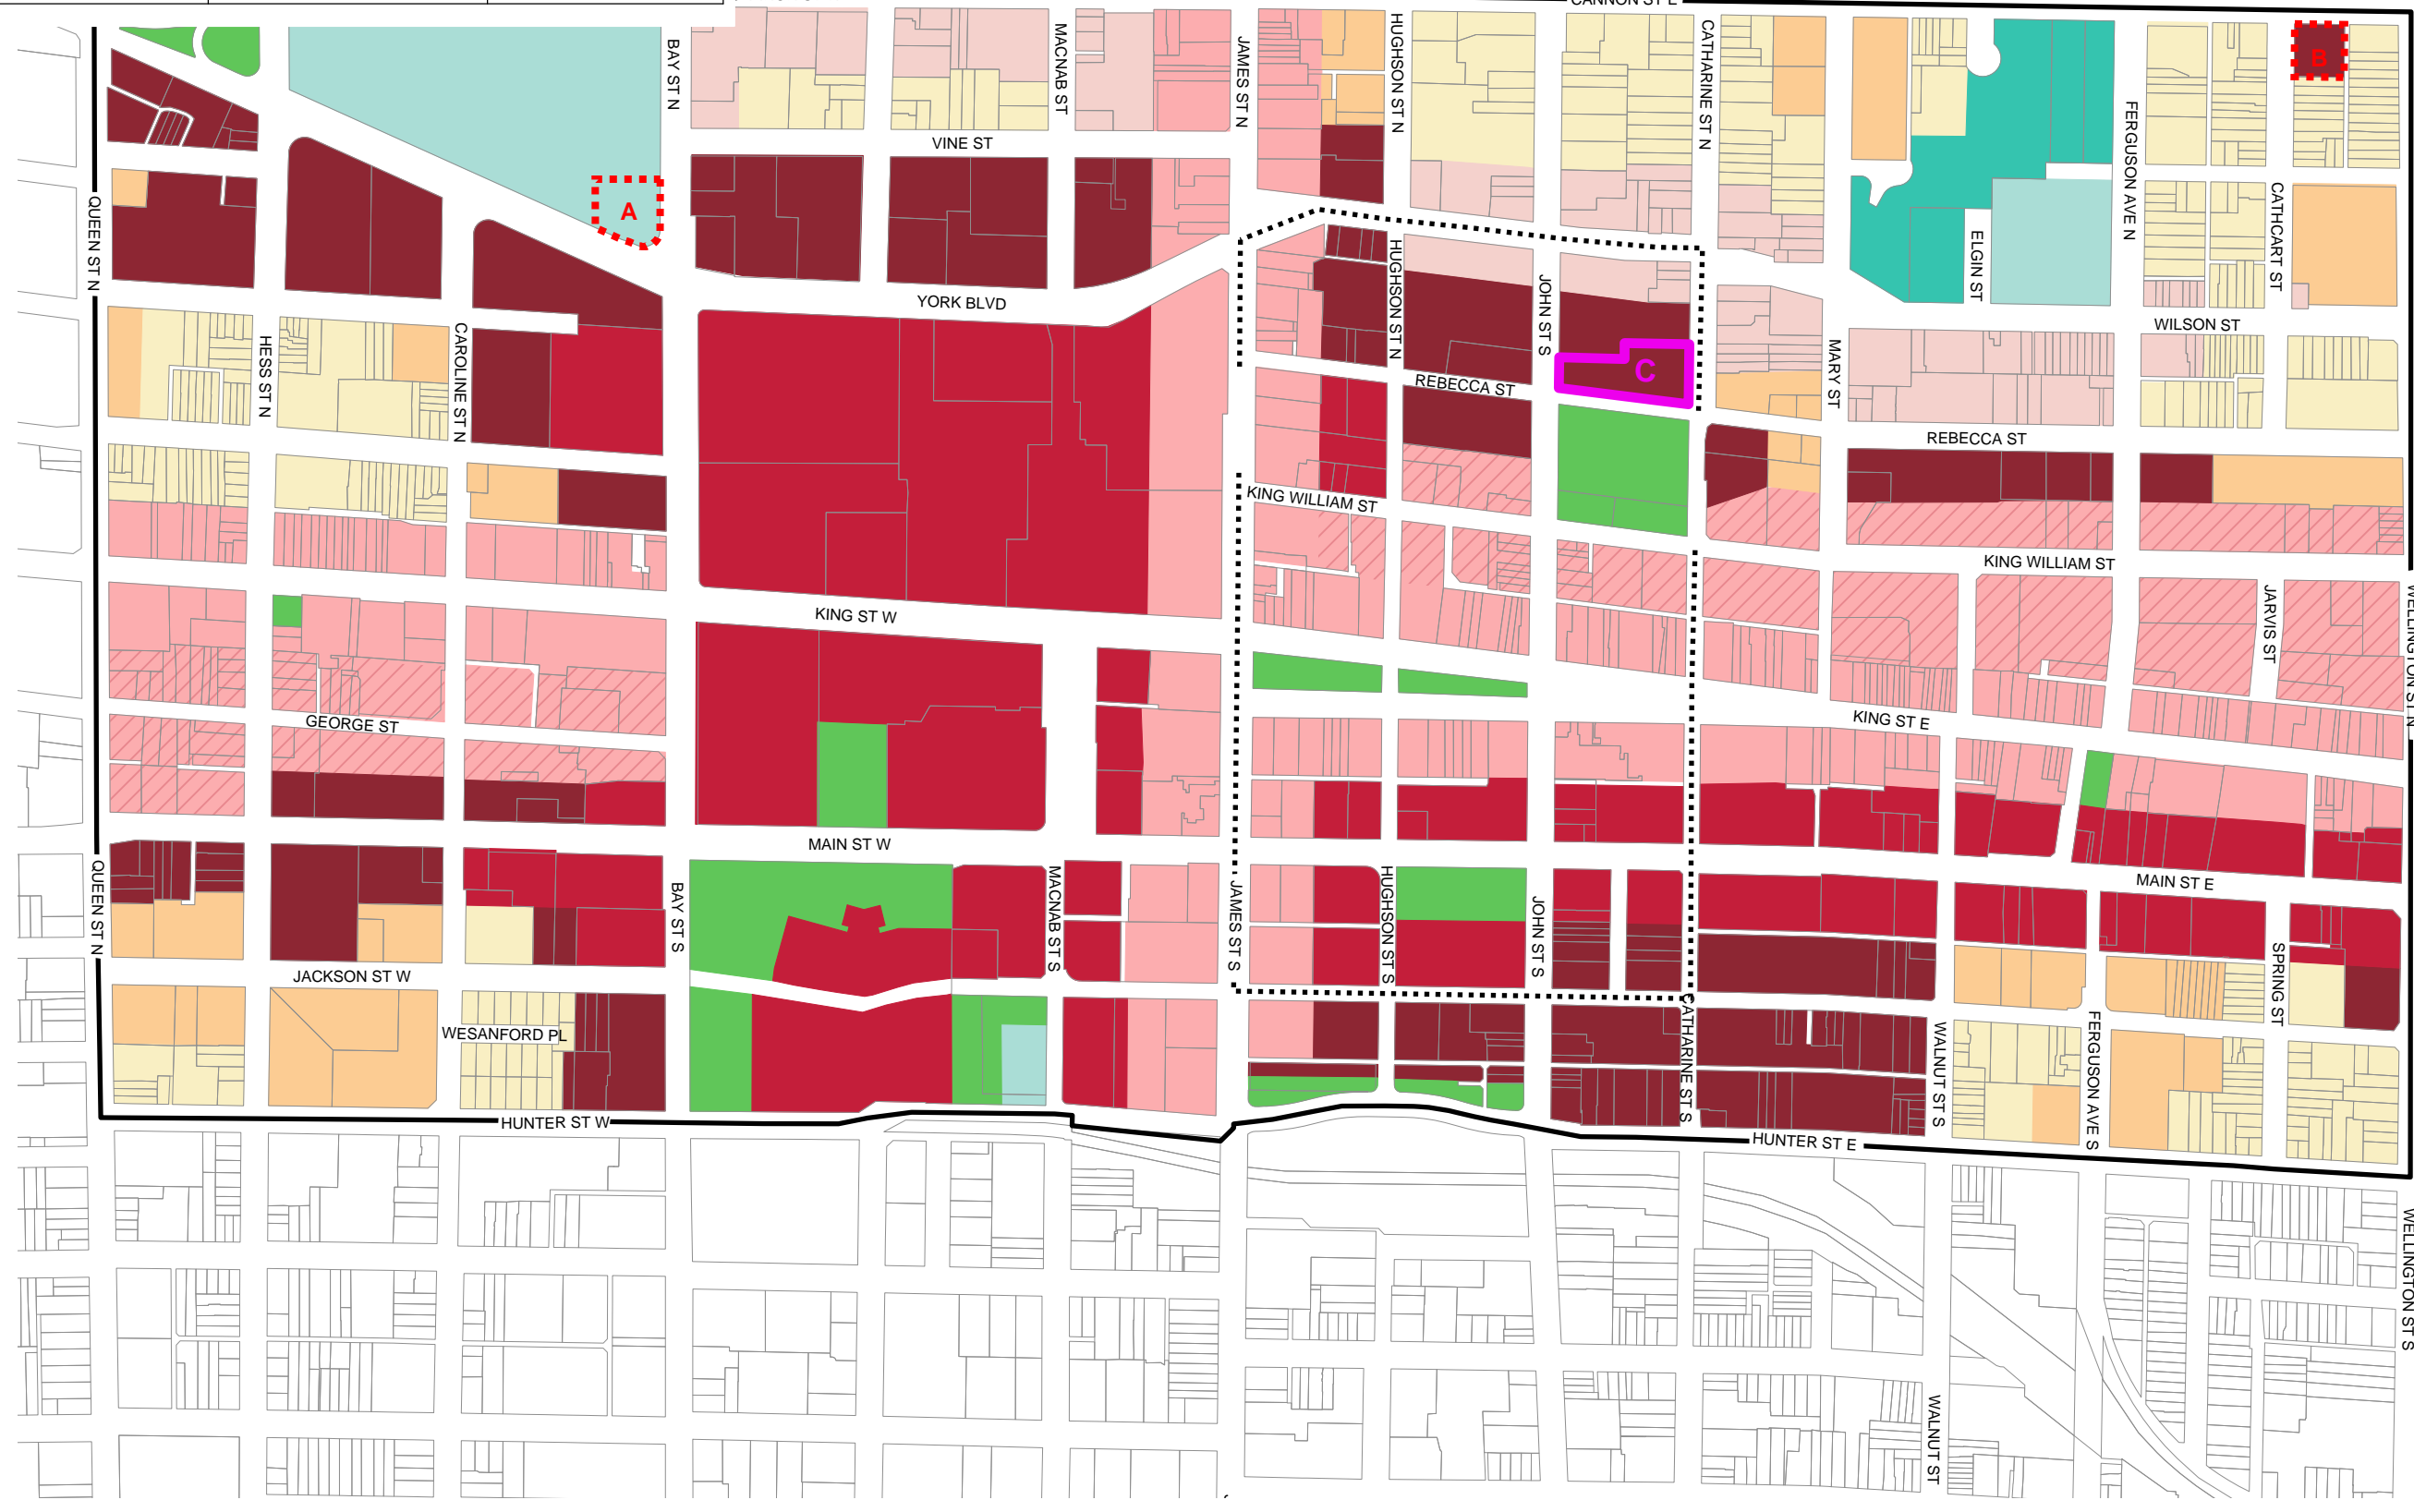 CANNON ST E
BAY ST N
MACNAB ST
JAMES ST N
HUGHSON ST N
CATHARINE ST N
B
FERGUSON AVE N
VINE ST
A
QUEEN ST N
CATHCART ST
ELGIN ST
YORK BLVD
HUGHSON ST N
JOHN ST S
WILSON ST
HESS ST N
CAROLINE ST N
C
MARY ST
REBECCA ST
REBECCA ST
KING WILLIAM ST
KING WILLIAM ST
KING ST W
JARVIS ST
WELLINGTON ST N
GEORGE ST
KING ST E
MAIN ST W
MAIN ST E
QUEEN ST N
BAY ST S
MACNAB ST S
JAMES ST S
HUGHSON ST S
JOHN ST S
SPRING ST
JACKSON ST W
WESANFORD PL
CATHARINE ST S
WALNUT ST S
FERGUSON AVE S
HUNTER ST W
HUNTER ST E
WELLINGTON ST S
WALNUT ST